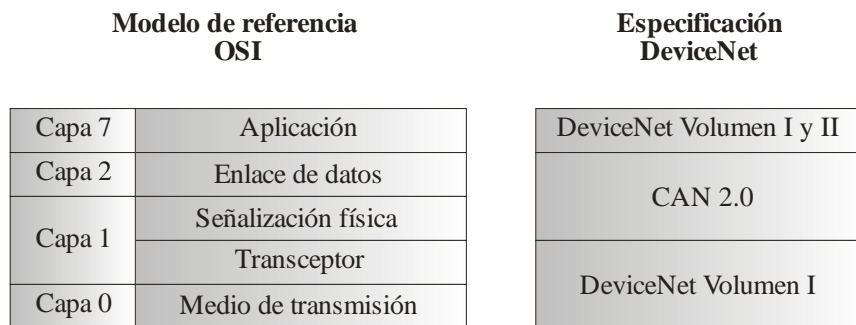 Modelo de referencia
OSI
Especificación
DeviceNet
Capa 7
Aplicación
DeviceNet Volumen I y II
Capa 2
Enlace de datos
CAN 2.0
Capa 1
Señalización física
Transceptor
DeviceNet Volumen I
Capa 0
Medio de transmisión